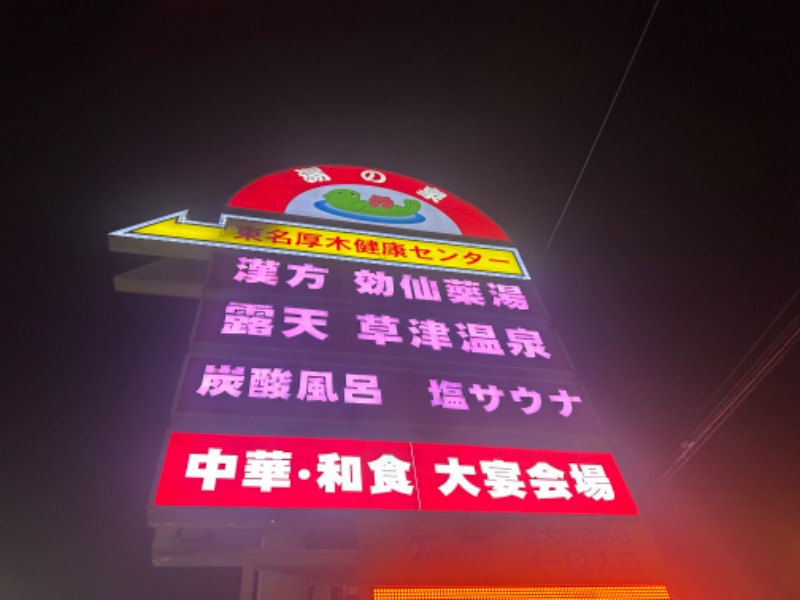 湯の泉
東名厚木健康センター
漢方 効仙薬湯
露天 草津温泉
炭酸風呂 塩サウナ
中華・和食 大宴会場